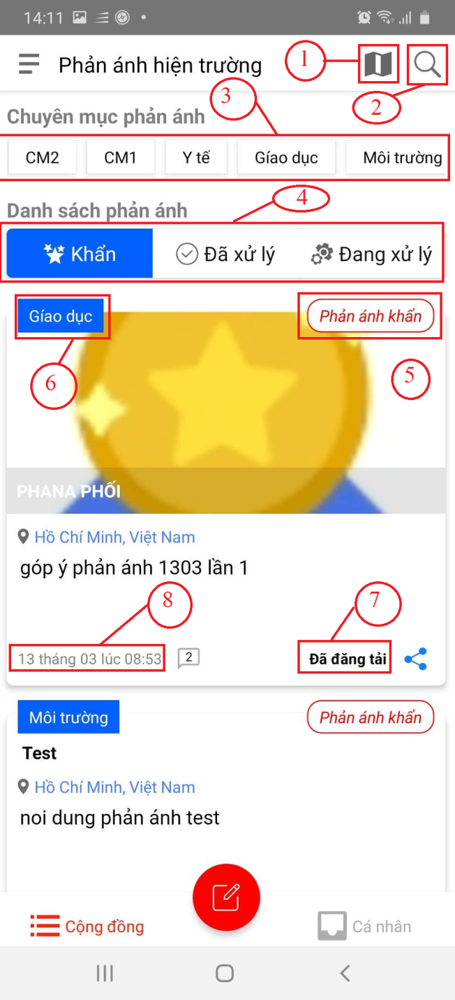 14:11
Phản ánh hiện trường
1
2
3
Chuyên mục phản ánh
CM2 CM1 Y tế Gíao dục Môi trường
4
Danh sách phản ánh
Khẩn Đã xử lý Đang xử lý
Gíao dục Phản ánh khẩn
6 5
PHANA PHỐI
Hồ Chí Minh, Việt Nam
góp ý phản ánh 1303 lần 1
8 7
13 tháng 03 lúc 08:53 2 Đã đăng tải
Môi trường Phản ánh khẩn
Test
Hồ Chí Minh, Việt Nam
noi dung phản ánh test
Cộng đồng Cá nhân